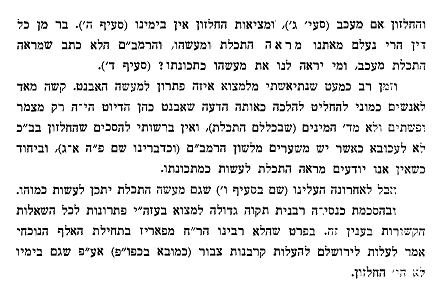 והחלזון אם מעכב (סעי׳ ג׳), ומציאות החלזון אין בימינו (סעיף ה׳). בר מן כל
דין הרי נעלם מאתנו מראה התכלת ומעשהו, והרמב״ם הלא כתב שמראה
התכלת מעכב, ומי יראה לנו את מעשהו כתכונתו? (סעיף ד׳).
וזמן רב כמעט שנתיאשתי מלמצוא איזה פתרון למעשה האבנט. קשה מאד
לאנשים כמוני להחליט להלכה כאותה הדעה שאבנט כהן הדיוט היה רק מצמר
ופשתים ולא מד׳ המינים (שבכללם התכלת), ואין ברשותי להסכים שהחלזון בב״כ
לא לעכובא כאשר יש משערים מלשון הרמב״ם (וכדברינו שם פ״ה א־ג), וביחוד
כשאין אנו יודעים מראה התכלת לעשות כמתכונתו.
אבל לאחרונה העלינו (שם בסעיף ו׳) שגם מעשה התכלת יתכן לעשות כמוהו.
ובהסכמת כנסיה רבנית תקוה גדולה למצוא בעזה״י פתרונות לכל השאלות
הקשורות בענין זה. בפרט שהלא רבינו הר״ח מפאריז בתחילת האלף הנוכחי
אמר לעלות לירושלם להעלות קרבנות צבור (כמובא בכפו״פ) אע״פ שגם בימיו
לא הי׳ החלזון.